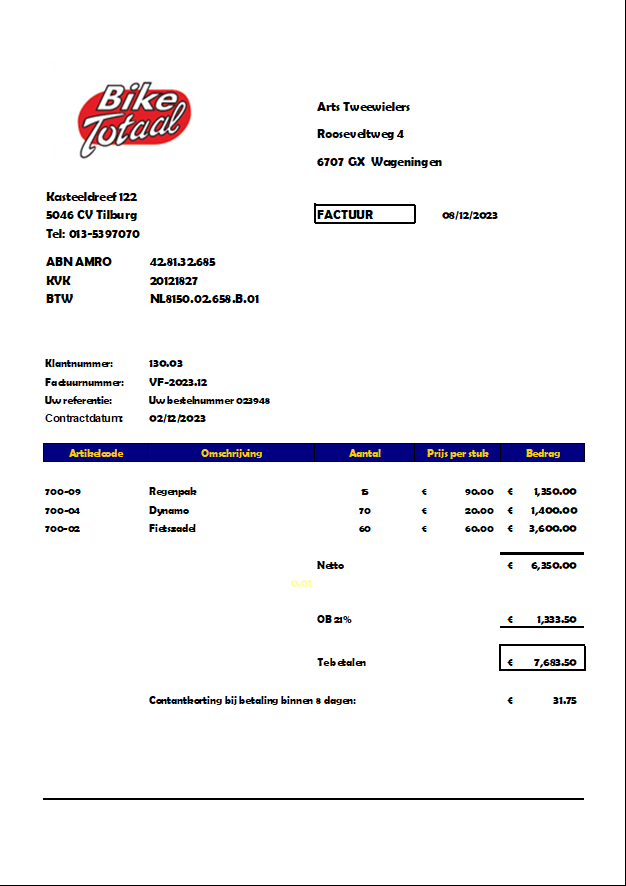 Bike
Totaal
Arts Tweewielers
Rooseveltweg 4
6707 GX Wageningen
Kasteeldreef 122
5046 CV Tilburg
Tel: 013-5397070
FACTUUR 08/12/2023
ABN AMRO 42.81.32.685
KVK 20121827
BTW NL8150.02.658.B.01
Klantnummer: 130.03
Factuurnummer: VF-2023.12
Uw referentie: Uw bestelnummer 023948
Contractdatum: 02/12/2023
Artikelcode Omschrijving Aantal Prijs per stuk Bedrag
700-09 Regenpak 15 € 90.00 € 1,350.00
700-04 Dynamo 70 € 20.00 € 1,400.00
700-02 Fietszadel 60 € 60.00 € 3,600.00
Netto € 6,350.00
0.01
OB 21% € 1,333.50
Te betalen € 7,683.50
Contantkorting bij betaling binnen 8 dagen: € 31.75